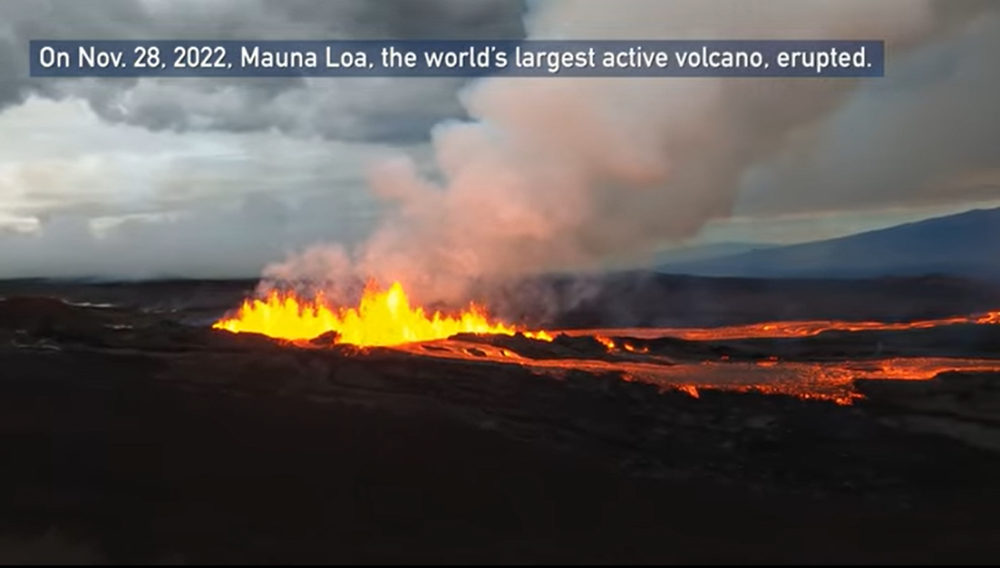 On Nov. 28, 2022, Mauna Loa, the world's largest active volcano, erupted.